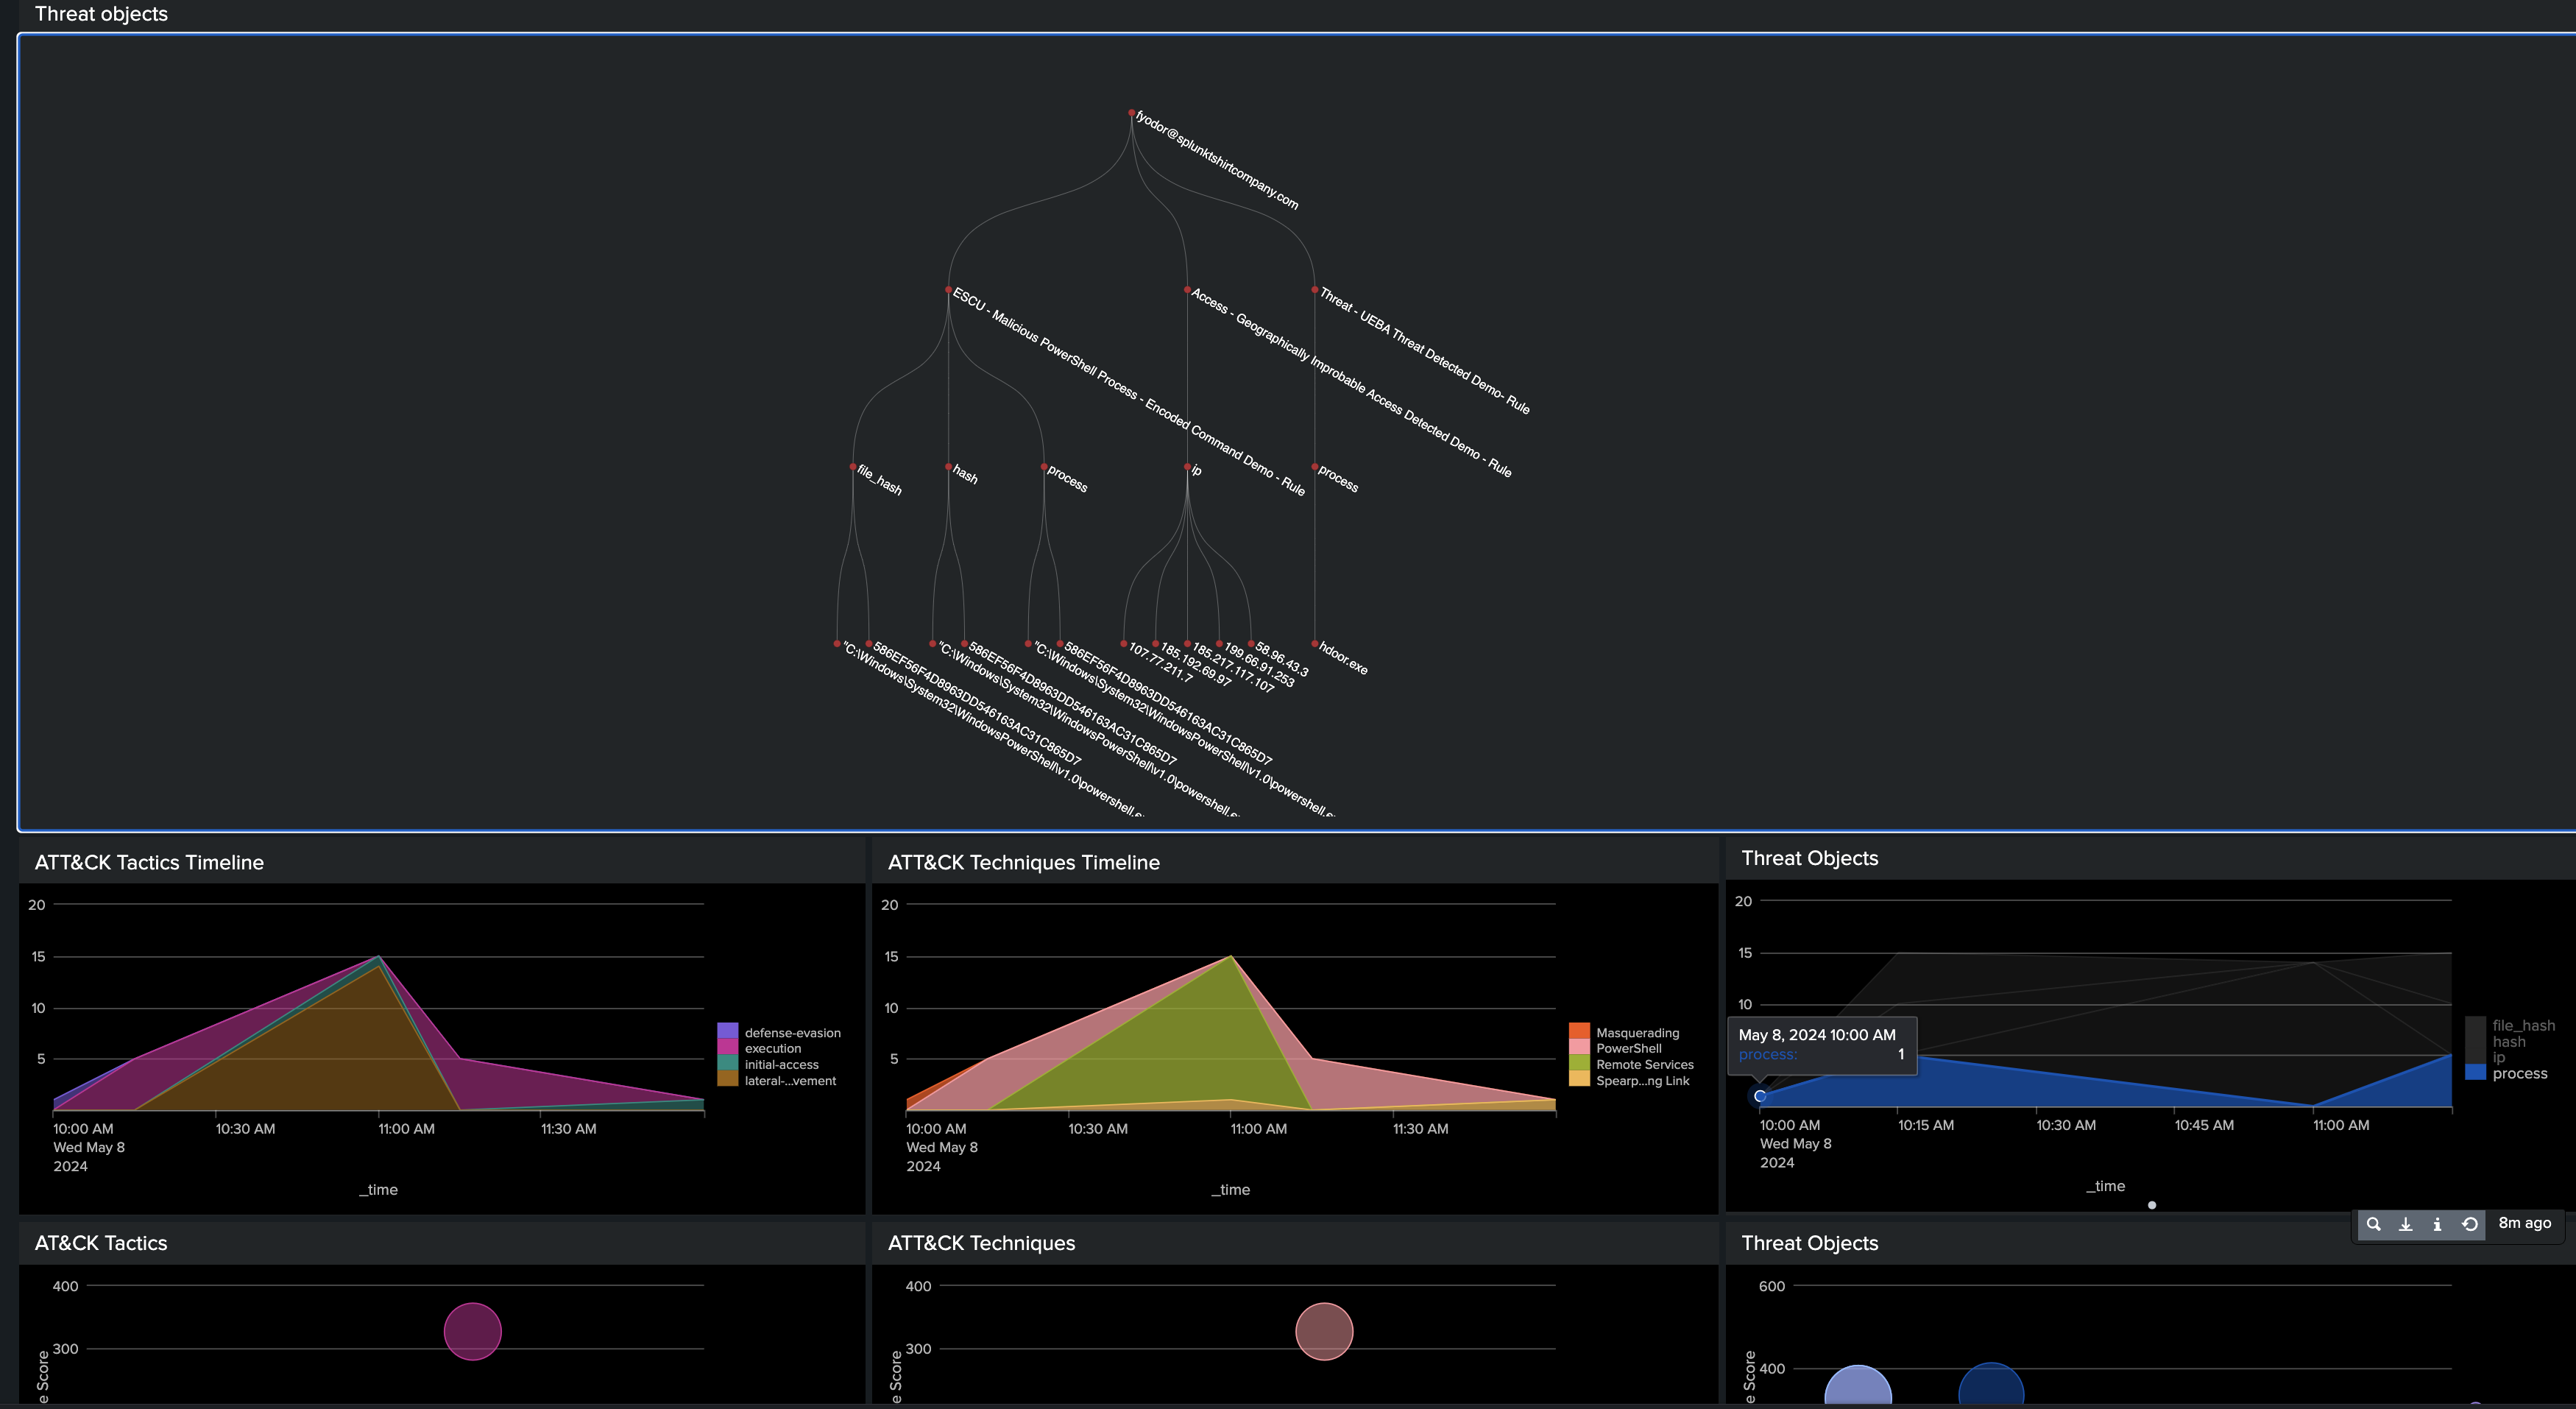 Threat objects
fyodor@splunktshirtcompany.com
ESCU - Malicious PowerShell Process - Encoded Command Demo - Rule
Access - Geographically Improbable Access Detected Demo - Rule
Threat - UEBA Threat Detected Demo- Rule
file_hash
hash
process
ip
process
"C:\Windows\System32\WindowsPowerShell\v1.0\powershell.e
586EF56F4D8963DD546163AC31C865D7
"C:\Windows\System32\WindowsPowerShell\v1.0\powershell.e
586EF56F4D8963DD546163AC31C865D7
"C:\Windows\System32\WindowsPowerShell\v1.0\powershell.e
586EF56F4D8963DD546163AC31C865D7
107.77.211.7
185.192.69.97
185.217.117.107
199.66.91.253
58.96.43.3
hdoor.exe
ATT&CK Tactics Timeline
20
15
10
5
10:00 AM
Wed May 8
2024
10:30 AM
11:00 AM
11:30 AM
_time
defense-evasion
execution
initial-access
lateral-...vement
ATT&CK Techniques Timeline
20
15
10
5
10:00 AM
Wed May 8
2024
10:30 AM
11:00 AM
11:30 AM
_time
Masquerading
PowerShell
Remote Services
Spearp...ng Link
Threat Objects
20
15
10
May 8, 2024 10:00 AM
process: 1
10:00 AM
Wed May 8
2024
10:15 AM
10:30 AM
10:45 AM
11:00 AM
_time
file_hash
hash
ip
process
8m ago
AT&CK Tactics
400
300
e Score
ATT&CK Techniques
400
300
e Score
Threat Objects
600
400
e Score